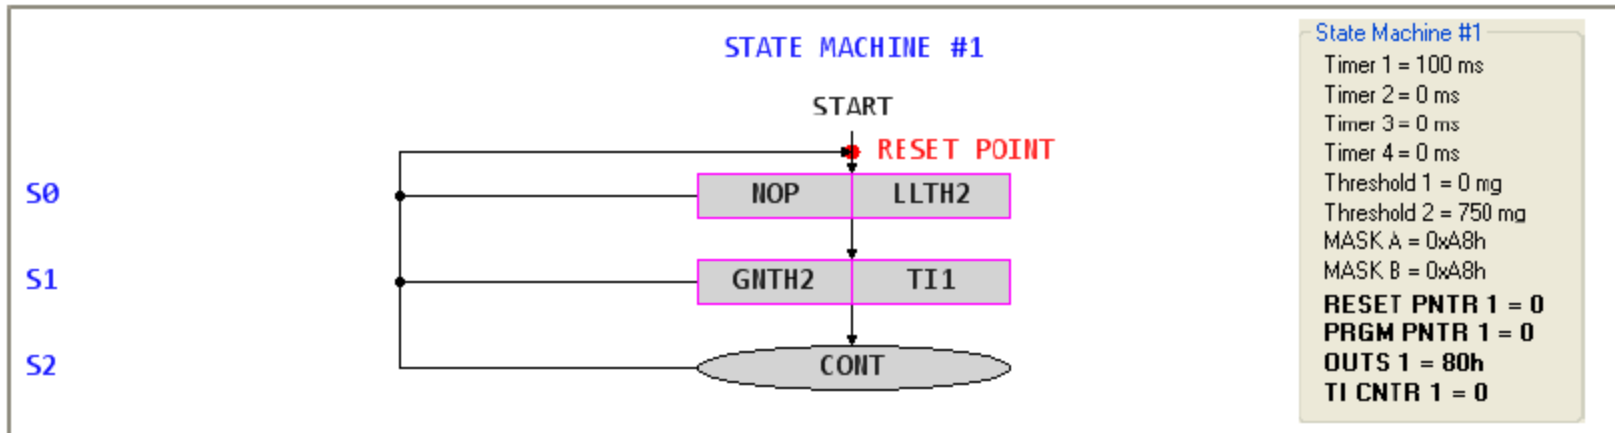 STATE MACHINE #1
START
RESET POINT
S0
NOP LLTH2
S1
GNTH2 TI1
S2
CONT
State Machine #1
Timer 1 = 100 ms
Timer 2 = 0 ms
Timer 3 = 0 ms
Timer 4 = 0 ms
Threshold 1 = 0 mg
Threshold 2 = 750 mg
MASK A = 0xA8h
MASK B = 0xA8h
RESET PNTR 1 = 0
PRGM PNTR 1 = 0
OUTS 1 = 80h
TI CNTR 1 = 0